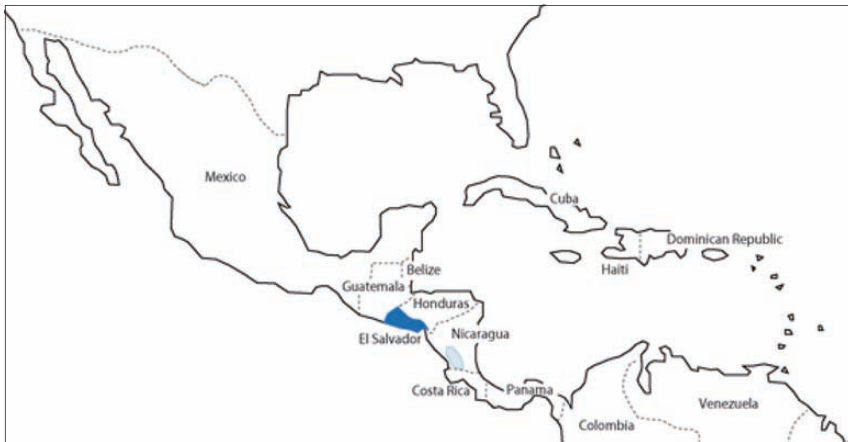 Mexico
Cuba
Dominican Republic
Haiti
Belize
Guatemala
Honduras
El Salvador
Nicaragua
Costa Rica
Panama
Colombia
Venezuela